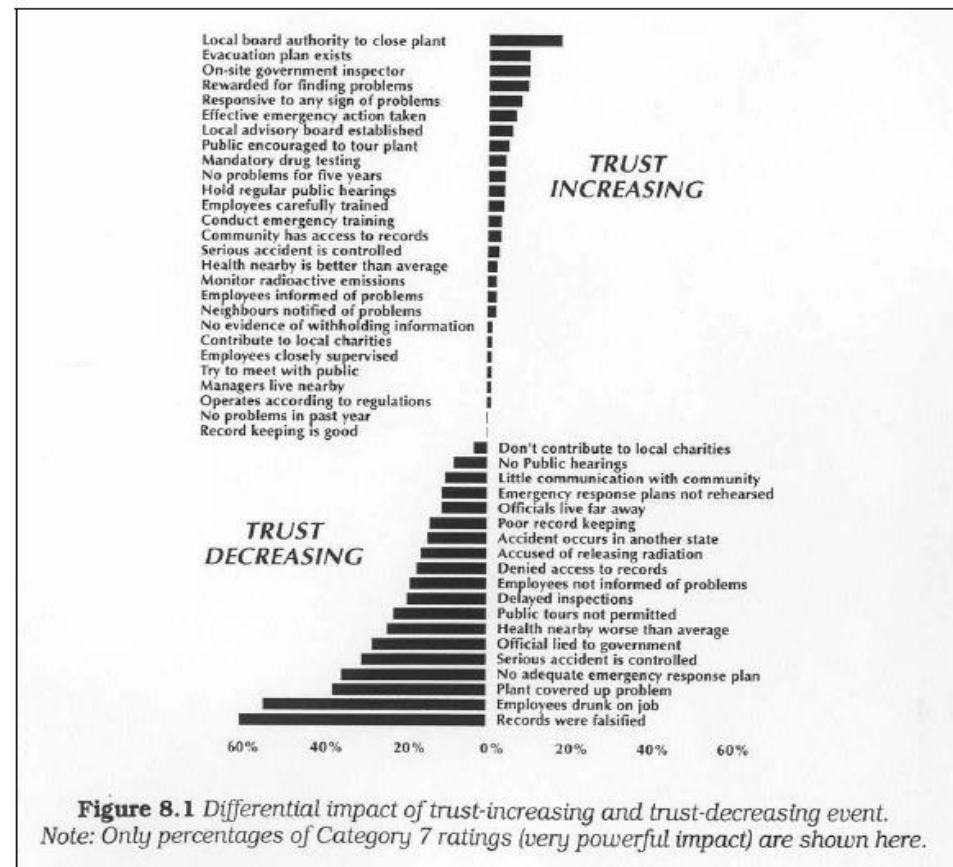 Local board authority to close plant
Evacuation plan exists
On-site government inspector
Rewarded for finding problems
Responsive to any sign of problems
Effective emergency action taken
Local advisory board established
Public encouraged to tour plant
Mandatory drug testing
No problems for five years
Hold regular public hearings
Employees carefully trained
Conduct emergency training
Community has access to records
Serious accident is controlled
Health nearby is better than average
Monitor radioactive emissions
Employees informed of problems
Neighbours notified of problems
No evidence of withholding information
Contribute to local charities
Employees closely supervised
Try to meet with public
Managers live nearby
Operates according to regulations
No problems in past year
Record keeping is good
TRUST
INCREASING
Don't contribute to local charities
No Public hearings
Little communication with community
Emergency response plans not rehearsed
Officials live far away
Poor record keeping
Accident occurs in another state
Accused of releasing radiation
Denied access to records
Employees not informed of problems
Delayed inspections
Public tours not permitted
Health nearby worse than average
Official lied to government
Serious accident is controlled
No adequate emergency response plan
Plant covered up problem
Employees drunk on job
Records were falsified
TRUST
DECREASING
60% 40% 20% 0% 20% 40% 60%
Figure 8.1 Differential impact of trust-increasing and trust-decreasing event.
Note: Only percentages of Category 7 ratings (very powerful impact) are shown here.